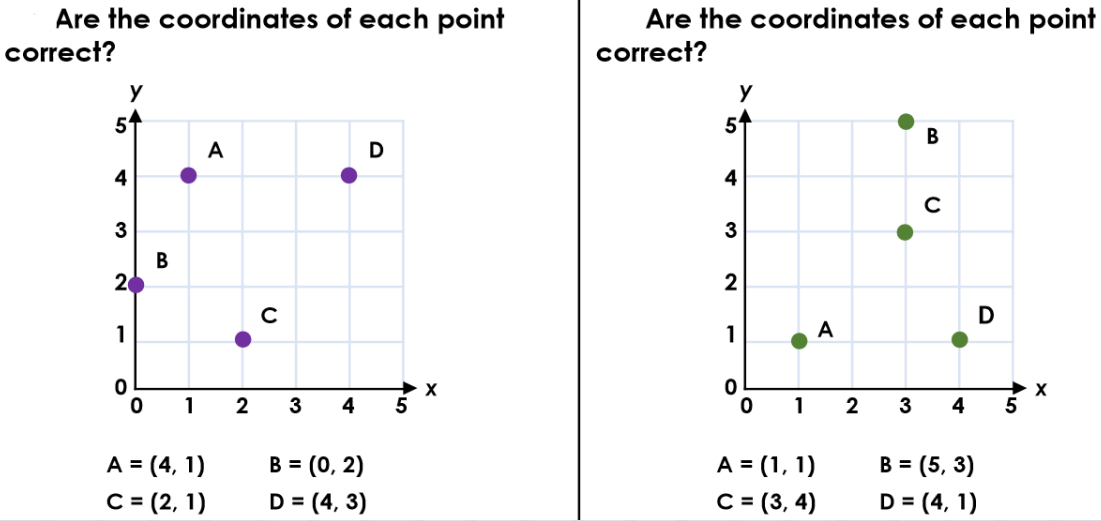 Are the coordinates of each point
correct?
y
5
A
D
4
3
B
2
C
1
0
x
0 1 2 3 4 5
A = (4, 1) B = (0, 2)
C = (2, 1) D = (4, 3)
Are the coordinates of each point
correct?
y
5
B
4
C
3
2
D
A
1
0
x
0 1 2 3 4 5
A = (1, 1) B = (5, 3)
C = (3, 4) D = (4, 1)